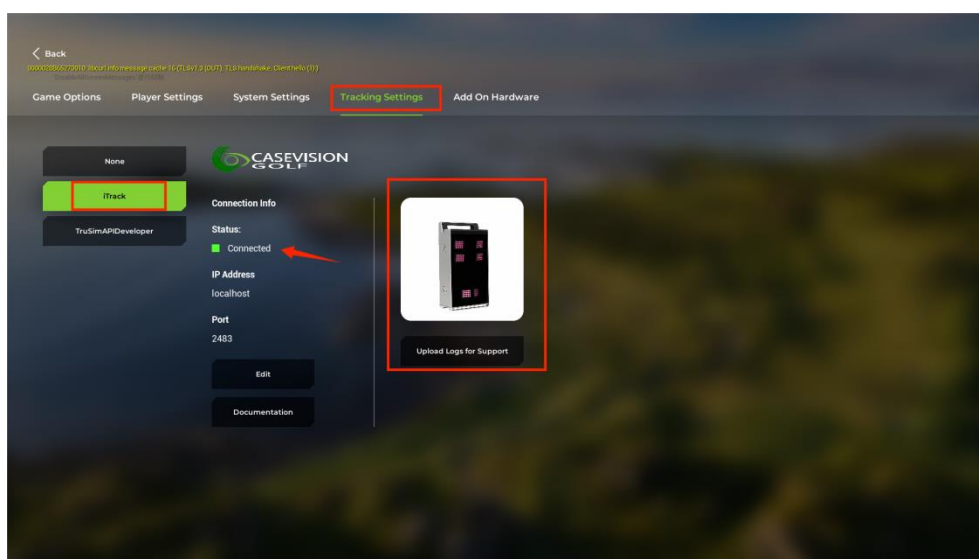 Back
Game Options Player Settings System Settings Tracking Settings Add On Hardware
None
iTrack
TruSimAPIDeveloper
CASEVISION
GOLF
Connection Info
Status:
Connected
IP Address
localhost
Port
2483
Edit
Documentation
Upload Logs for Support